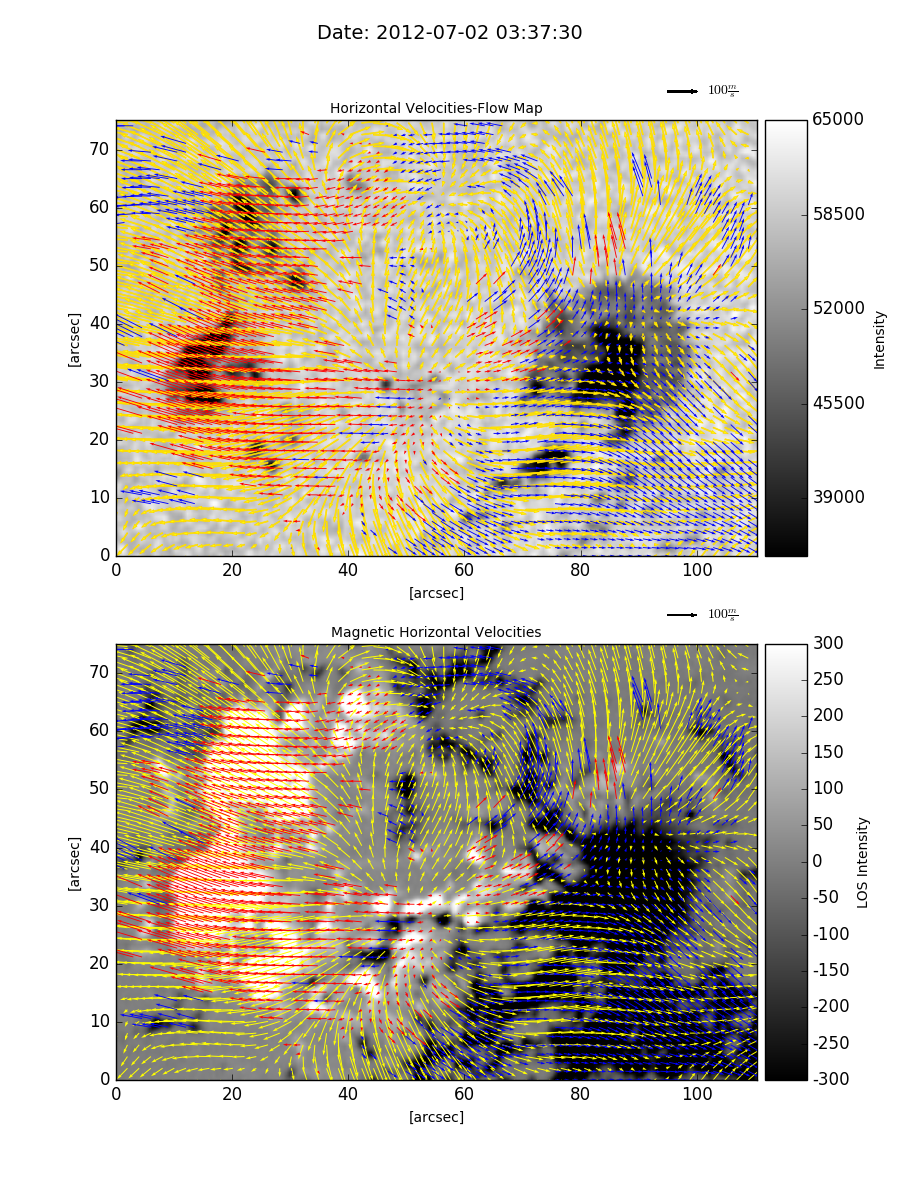 Date: 2012-07-02 03:37:30
100 m/s
Horizontal Velocities-Flow Map
70
60
50
40
30
20
10
0
[arcsec]
0 20 40 60 80 100
[arcsec]
65000
58500
52000
45500
39000
Intensity
100 m/s
Magnetic Horizontal Velocities
70
60
50
40
30
20
10
0
[arcsec]
0 20 40 60 80 100
[arcsec]
300
250
200
150
100
50
0
-50
-100
-150
-200
-250
-300
LOS Intensity